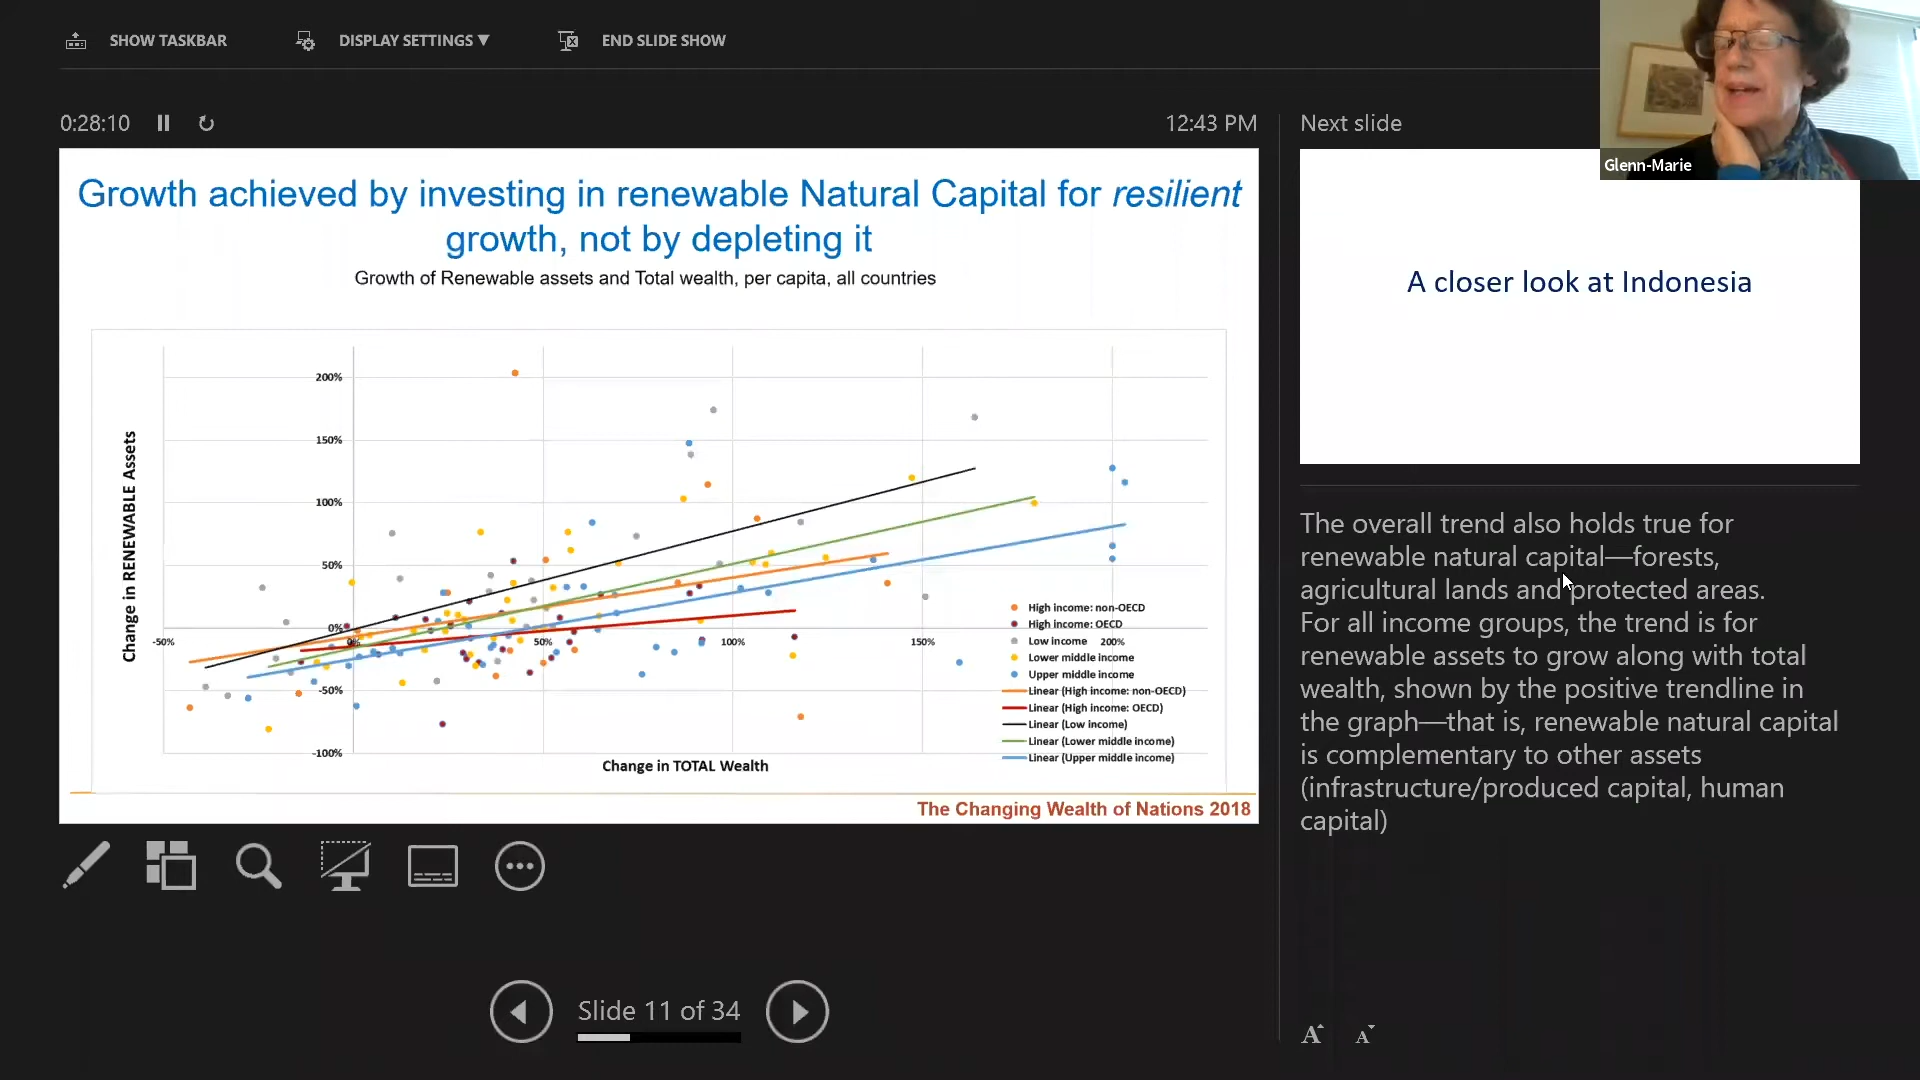 SHOW TASKBAR
DISPLAY SETTINGS ▼
END SLIDE SHOW
0:28:10
12:43 PM
Next slide
Glenn-Marie
Growth achieved by investing in renewable Natural Capital for resilient
growth, not by depleting it
Growth of Renewable assets and Total wealth, per capita, all countries
Change in RENEWABLE Assets
200%
150%
100%
50%
0%
-50%
-100%
-50%
0%
50%
100%
150%
200%
High income: non-OECD
High income: OECD
Low income
Lower middle income
Upper middle income
Linear (High income: non-OECD)
Linear (High income: OECD)
Linear (Low income)
Linear (Lower middle income)
Linear (Upper middle income)
Change in TOTAL Wealth
The Changing Wealth of Nations 2018
A closer look at Indonesia
The overall trend also holds true for
renewable natural capital—forests,
agricultural lands and protected areas.
For all income groups, the trend is for
renewable assets to grow along with total
wealth, shown by the positive trendline in
the graph—that is, renewable natural capital
is complementary to other assets
(infrastructure/produced capital, human
capital)
Slide 11 of 34
A A